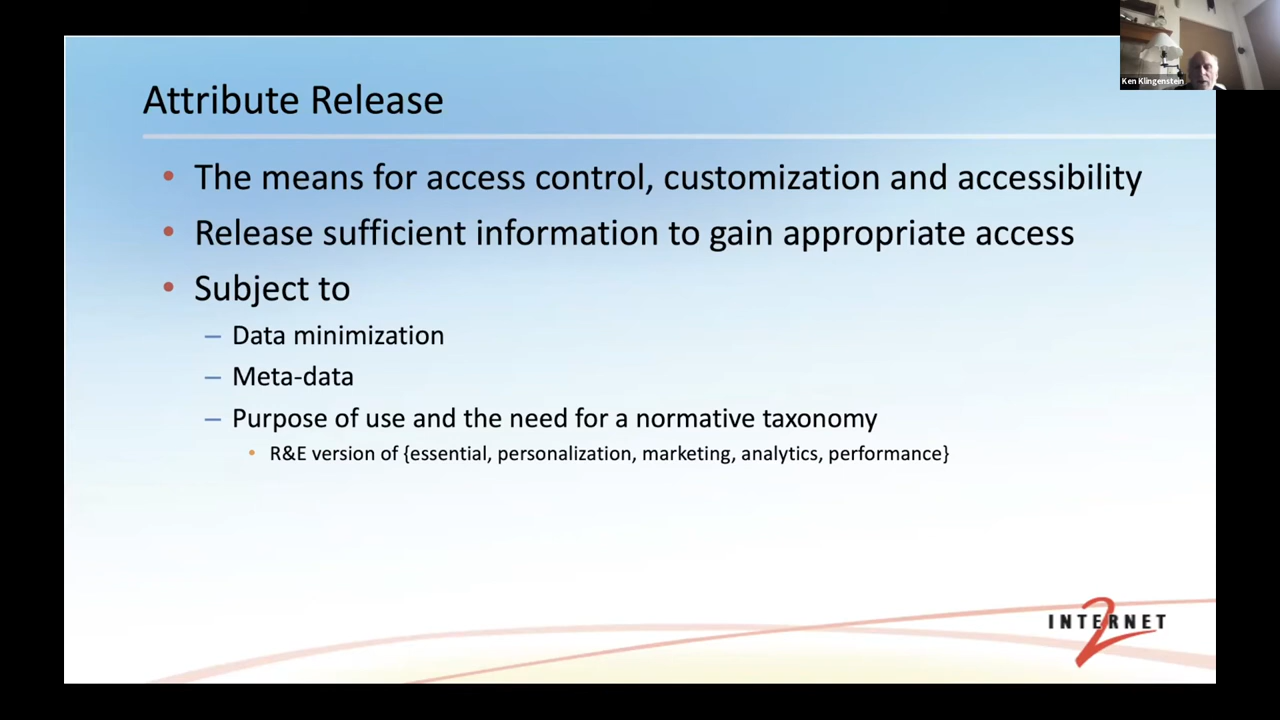 Ken Klingenstein
Attribute Release
• The means for access control, customization and accessibility
• Release sufficient information to gain appropriate access
• Subject to
– Data minimization
– Meta-data
– Purpose of use and the need for a normative taxonomy
• R&E version of {essential, personalization, marketing, analytics, performance}
INTERNET
2